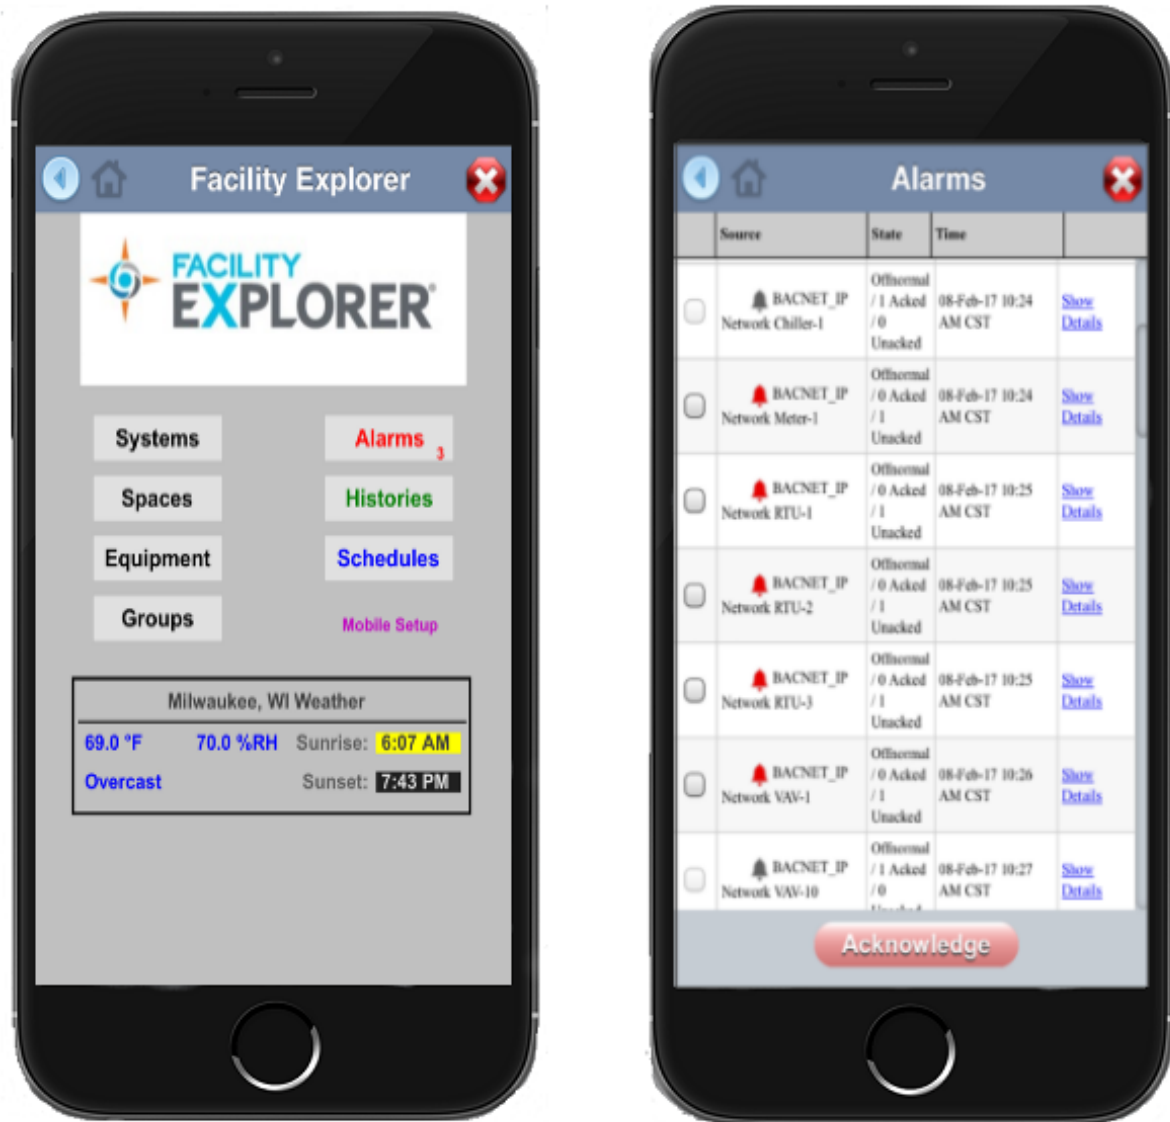 Facility Explorer
FACILITY
EXPLORER®
Systems
Alarms 3
Spaces
Histories
Equipment
Schedules
Groups
Mobile Setup
Milwaukee, WI Weather
69.0 °F 70.0 %RH Sunrise: 6:07 AM
Overcast Sunset: 7:43 PM
Alarms
Source State Time
BACNET_IP
Network Chiller-1
Offnormal
/ 1 Acked
/ 0
Unacked
08-Feb-17 10:24
AM CST
Show
Details
BACNET_IP
Network Meter-1
Offnormal
/ 0 Acked
/ 1
Unacked
08-Feb-17 10:24
AM CST
Show
Details
BACNET_IP
Network RTU-1
Offnormal
/ 0 Acked
/ 1
Unacked
08-Feb-17 10:25
AM CST
Show
Details
BACNET_IP
Network RTU-2
Offnormal
/ 0 Acked
/ 1
Unacked
08-Feb-17 10:25
AM CST
Show
Details
BACNET_IP
Network RTU-3
Offnormal
/ 0 Acked
/ 1
Unacked
08-Feb-17 10:25
AM CST
Show
Details
BACNET_IP
Network VAV-1
Offnormal
/ 0 Acked
/ 1
Unacked
08-Feb-17 10:26
AM CST
Show
Details
BACNET_IP
Network VAV-10
Offnormal
/ 1 Acked
/ 0
08-Feb-17 10:27
AM CST
Show
Details
Acknowledge